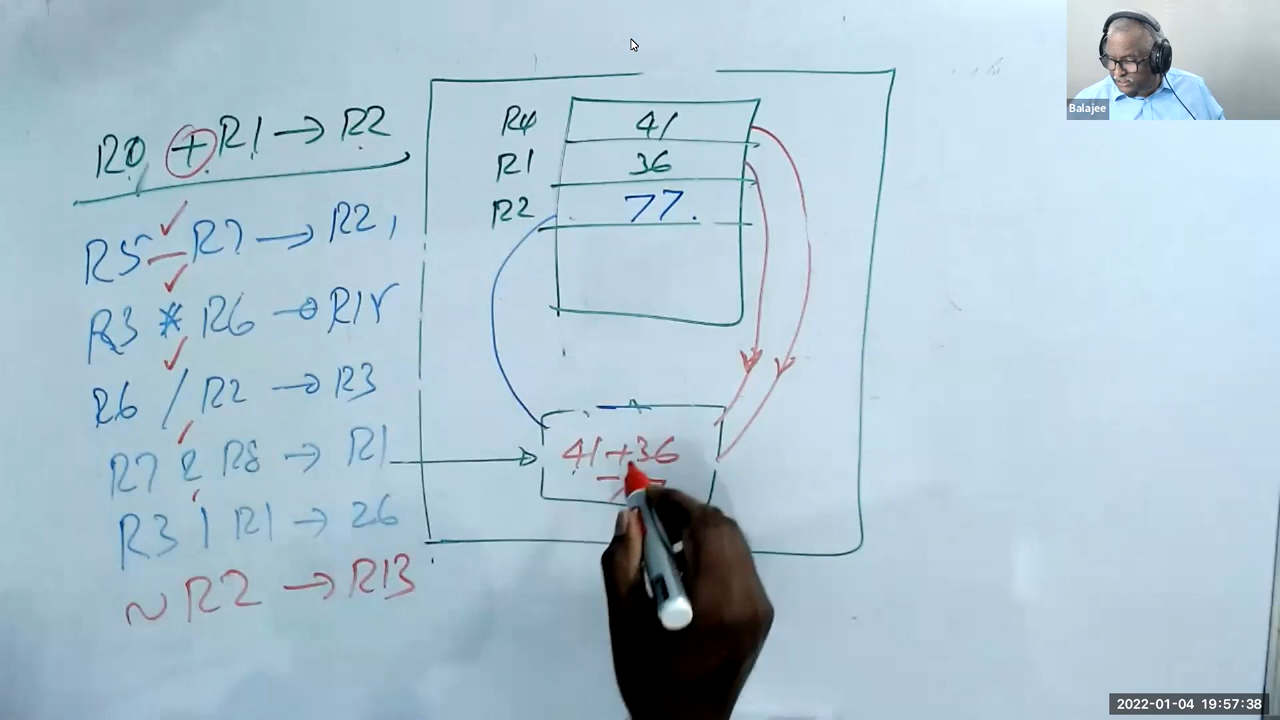 R0 + R1 → R2
R5 - R7 → R2,
R3 * R6 → R1r
R6 / R2 → R3
R7 & R8 → R1
R3 | R1 → 26
~ R2 → R13
R4 41
R1 36
R2 77.
41+36
Balajee
2022-01-04 19:57:38